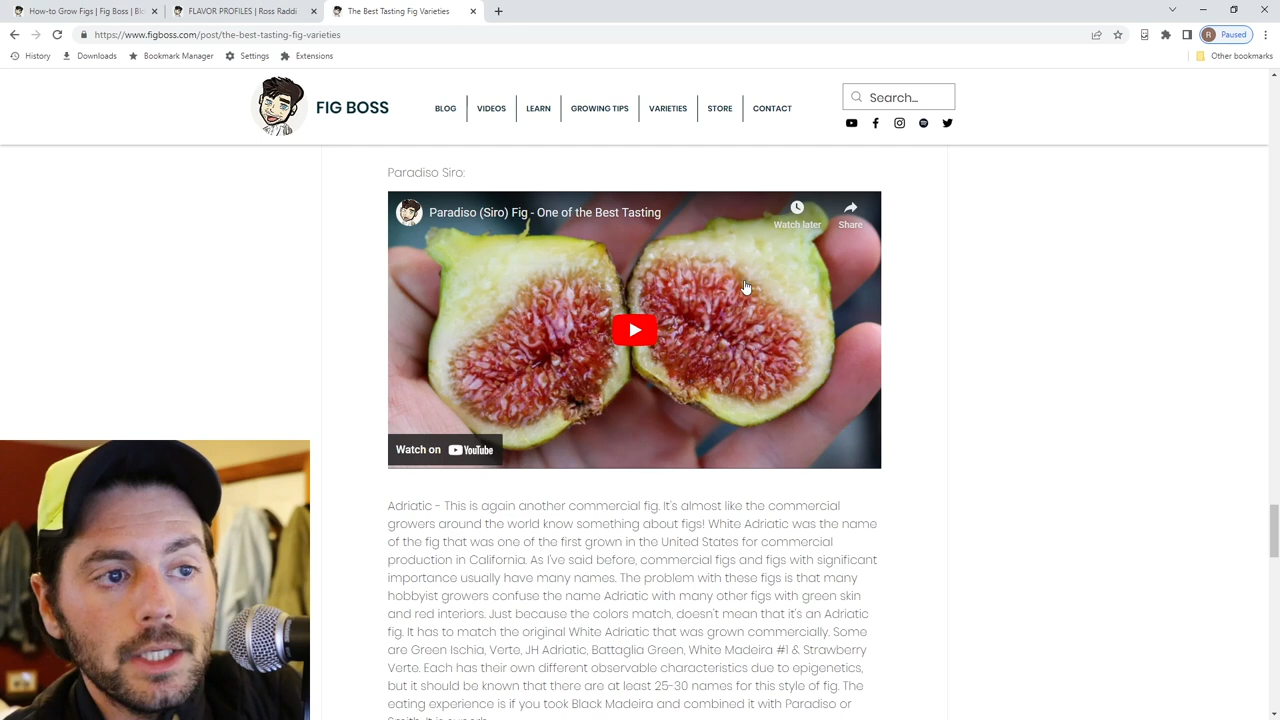 How-to Grow Figs | Fig Boss | Bl
FLAVOR PROFILES | Ross Raddi
The Best Tasting Fig Varieties
https://www.figboss.com/post/the-best-tasting-fig-varieties
R Paused
History Downloads Bookmark Manager Settings Extensions Other bookmarks
FIG BOSS
BLOG VIDEOS LEARN GROWING TIPS VARIETIES STORE CONTACT
Search...
Paradiso Siro:
Paradiso (Siro) Fig - One of the Best Tasting
Watch later Share
Watch on YouTube
Adriatic - This is again another commercial fig. It's almost like the commercial
growers around the world know something about figs! White Adriatic was the name
of the fig that was one of the first grown in the United States for commercial
production in California. As I've said before, commercial figs and figs with significant
importance usually have many names. The problem with these figs is that many
hobbyist growers confuse the name Adriatic with many other figs with green skin
and red interiors. Just because the colors match, doesn't mean that it's an Adriatic
fig. It has to match the original White Adriatic that was grown commercially. Some
are Green Ischia, Verte, JH Adriatic, Battaglia Green, White Madeira #1 & Strawberry
Verte. Each has their own different observable characteristics due to epigenetics,
but it should be known that there are at least 25-30 names for this style of fig. The
eating experience is if you took Black Madeira and combined it with Paradiso or